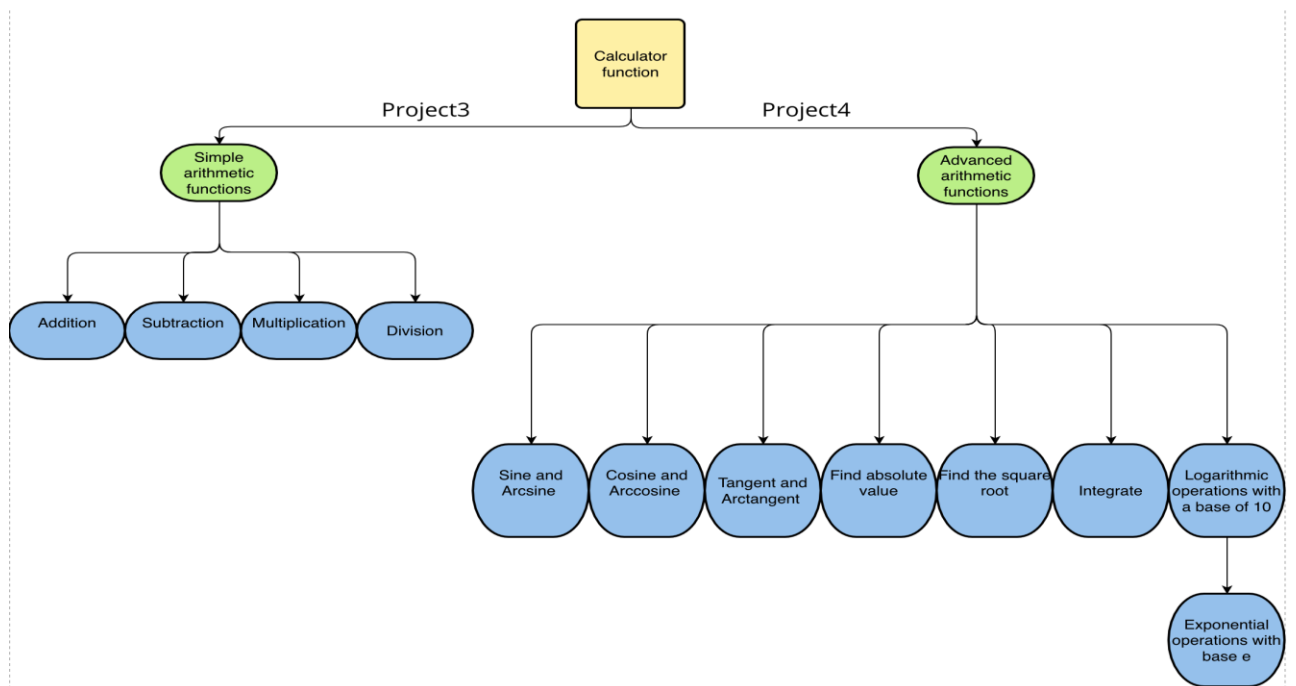 Calculator
function
Project3
Project4
Simple
arithmetic
functions
Advanced
arithmetic
functions
Addition
Subtraction
Multiplication
Division
Sine and
Arcsine
Cosine and
Arccosine
Tangent and
Arctangent
Find absolute
value
Find the square
root
Integrate
Logarithmic
operations with
a base of 10
Exponential
operations with
base e